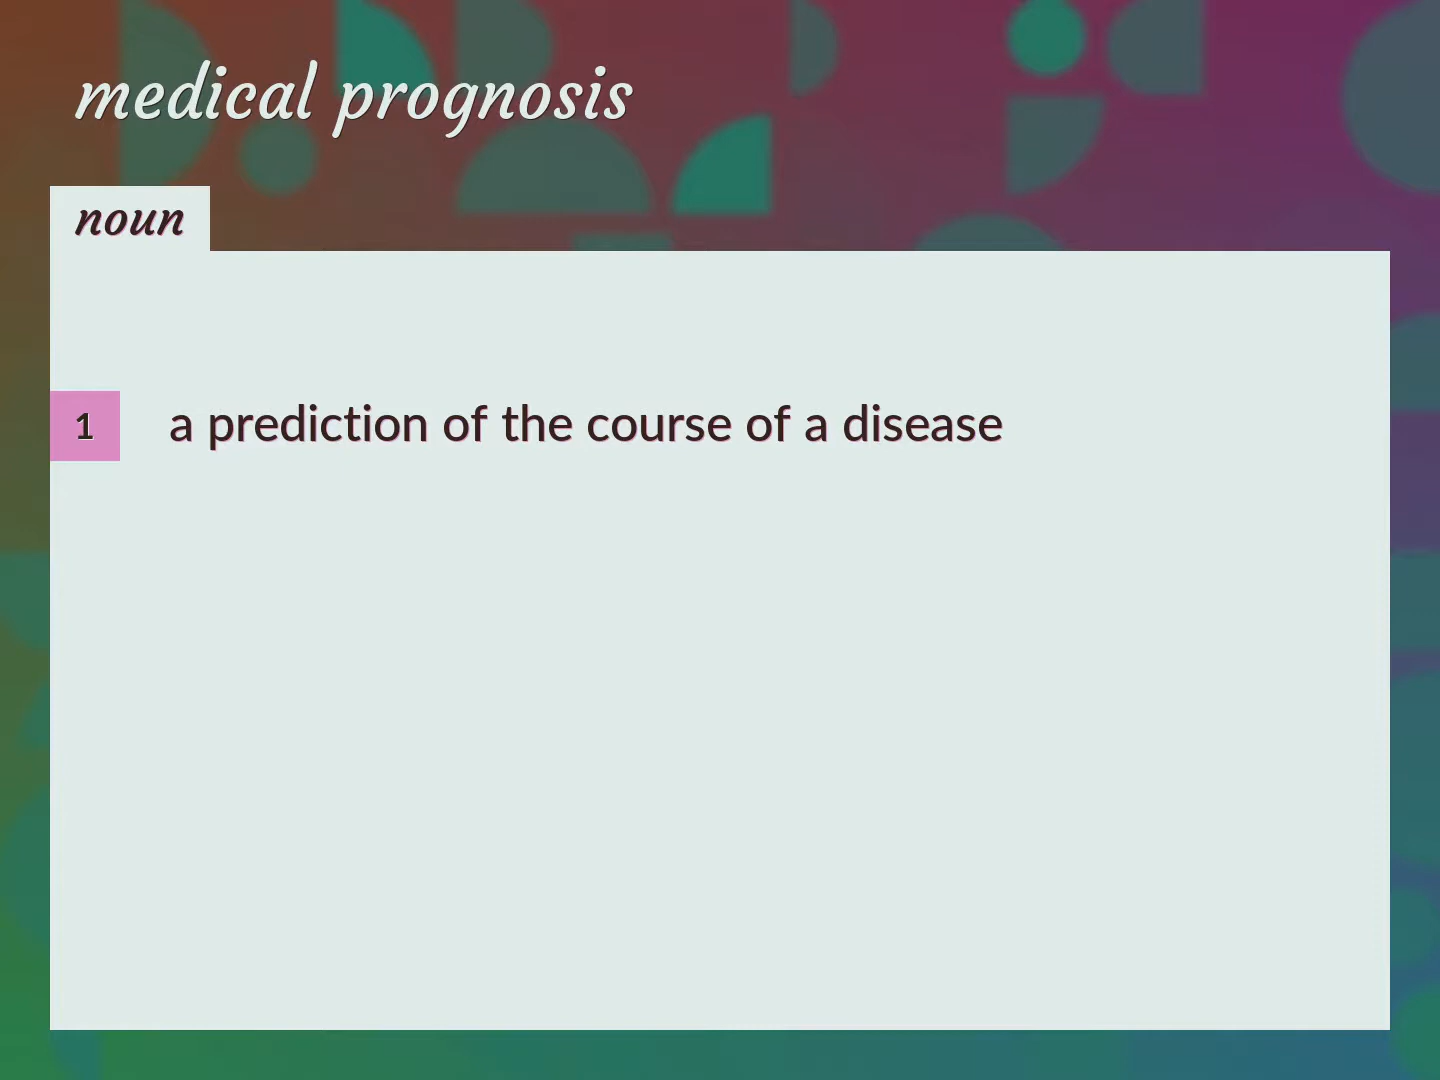 medical prognosis
noun
1 a prediction of the course of a disease